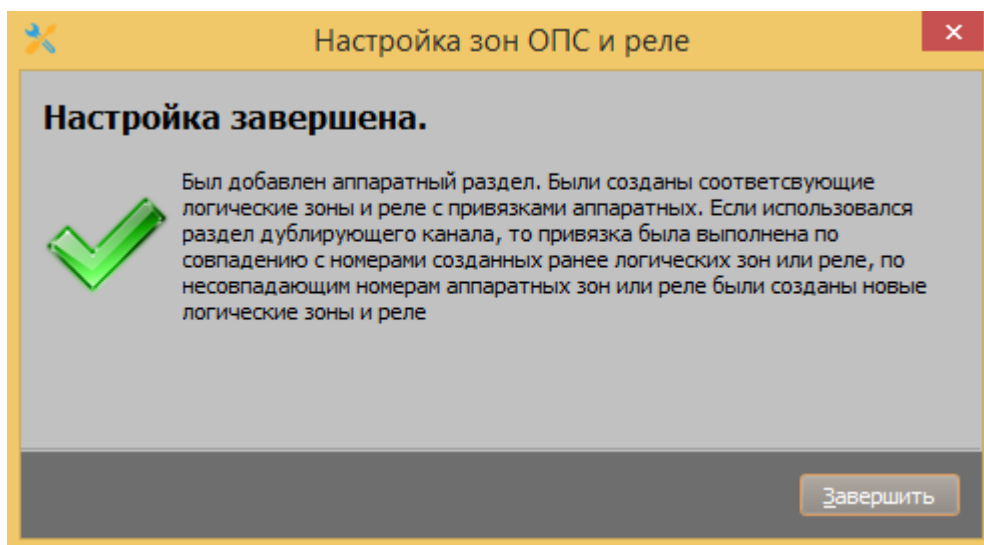 Настройка зон ОПС и реле
Настройка завершена.
Был добавлен аппаратный раздел. Были созданы соответсвующие
логические зоны и реле с привязками аппаратных. Если использовался
раздел дублирующего канала, то привязка была выполнена по
совпадению с номерами созданных ранее логических зон или реле, по
несовпадающим номерам аппаратных зон или реле были созданы новые
логические зоны и реле
Завершить